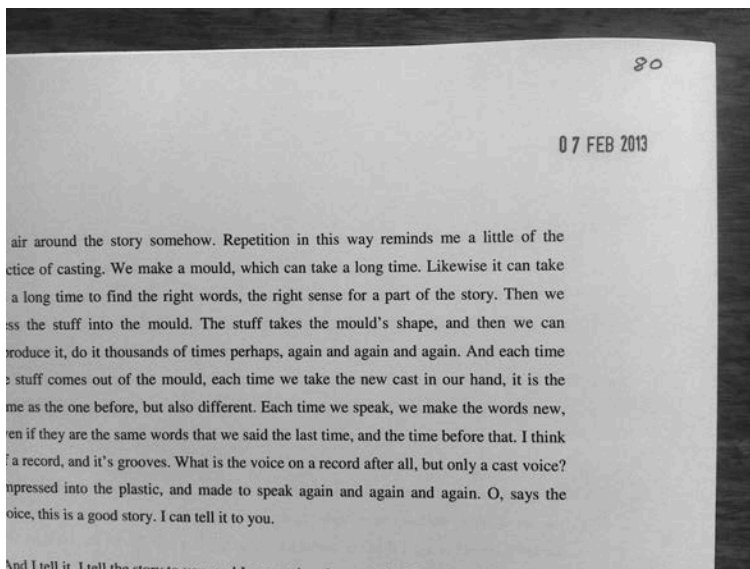 80
07 FEB 2013
air around the story somehow. Repetition in this way reminds me a little of the
ctice of casting. We make a mould, which can take a long time. Likewise it can take
a long time to find the right words, the right sense for a part of the story. Then we
ss the stuff into the mould. The stuff takes the mould's shape, and then we can
produce it, do it thousands of times perhaps, again and again and again. And each time
stuff comes out of the mould, each time we take the new cast in our hand, it is the
me as the one before, but also different. Each time we speak, we make the words new,
en if they are the same words that we said the last time, and the time before that. I think
f a record, and it's grooves. What is the voice on a record after all, but only a cast voice?
mpressed into the plastic, and made to speak again and again and again. O, says the
oice, this is a good story. I can tell it to you.
And I tell it. I tell the story to